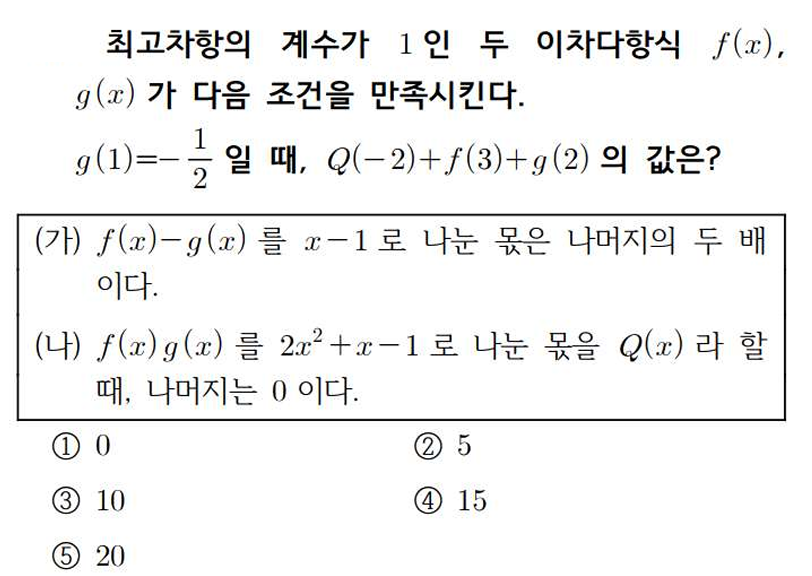 최고차항의 계수가 1인 두 이차다항식 f(x),
g(x)가 다음 조건을 만족시킨다.
g(1)=-1/2일 때, Q(-2)+f(3)+g(2)의 값은?
(가) f(x)-g(x)를 x-1로 나눈 몫은 나머지의 두 배
이다.
(나) f(x)g(x)를 2x²+x-1로 나눈 몫을 Q(x)라 할
때, 나머지는 0이다.
① 0 ② 5
③ 10 ④ 15
⑤ 20